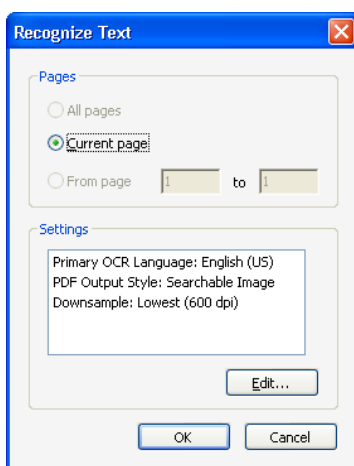 Recognize Text
Pages
All pages
Current page
From page 1 to 1
Settings
Primary OCR Language: English (US)
PDF Output Style: Searchable Image
Downsample: Lowest (600 dpi)
Edit...
OK Cancel